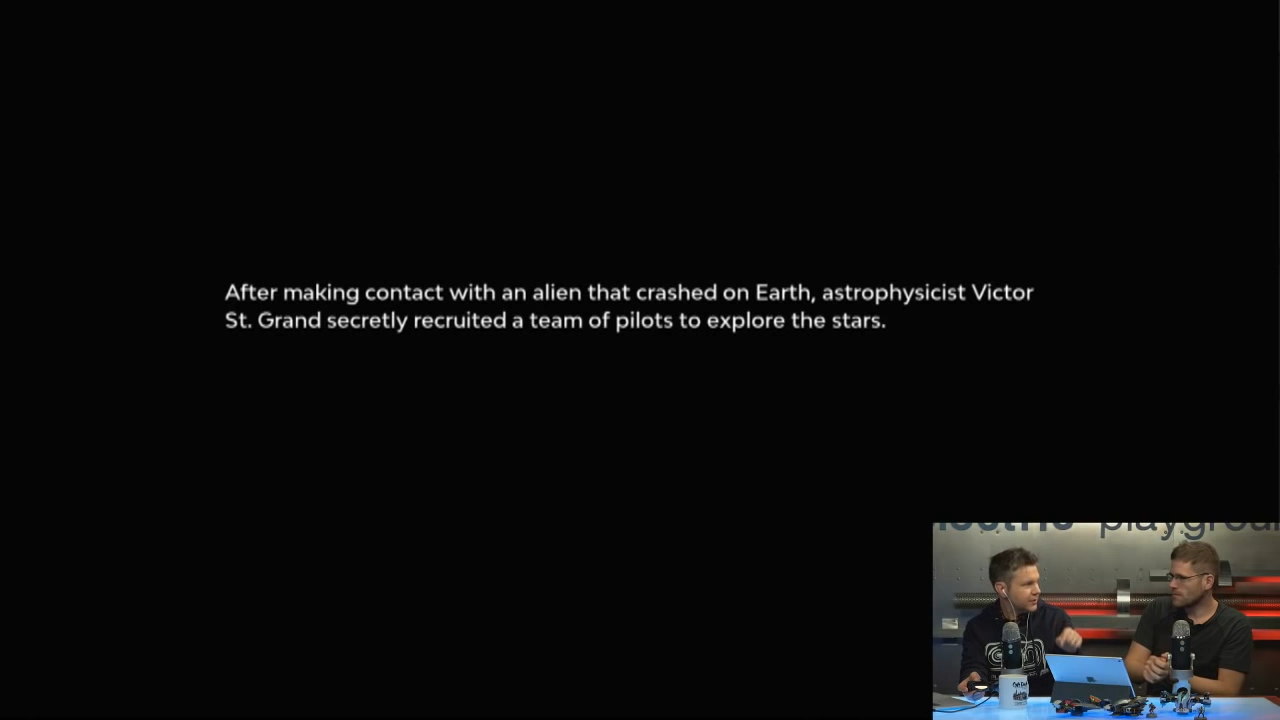 After making contact with an alien that crashed on Earth, astrophysicist Victor
St. Grand secretly recruited a team of pilots to explore the stars.